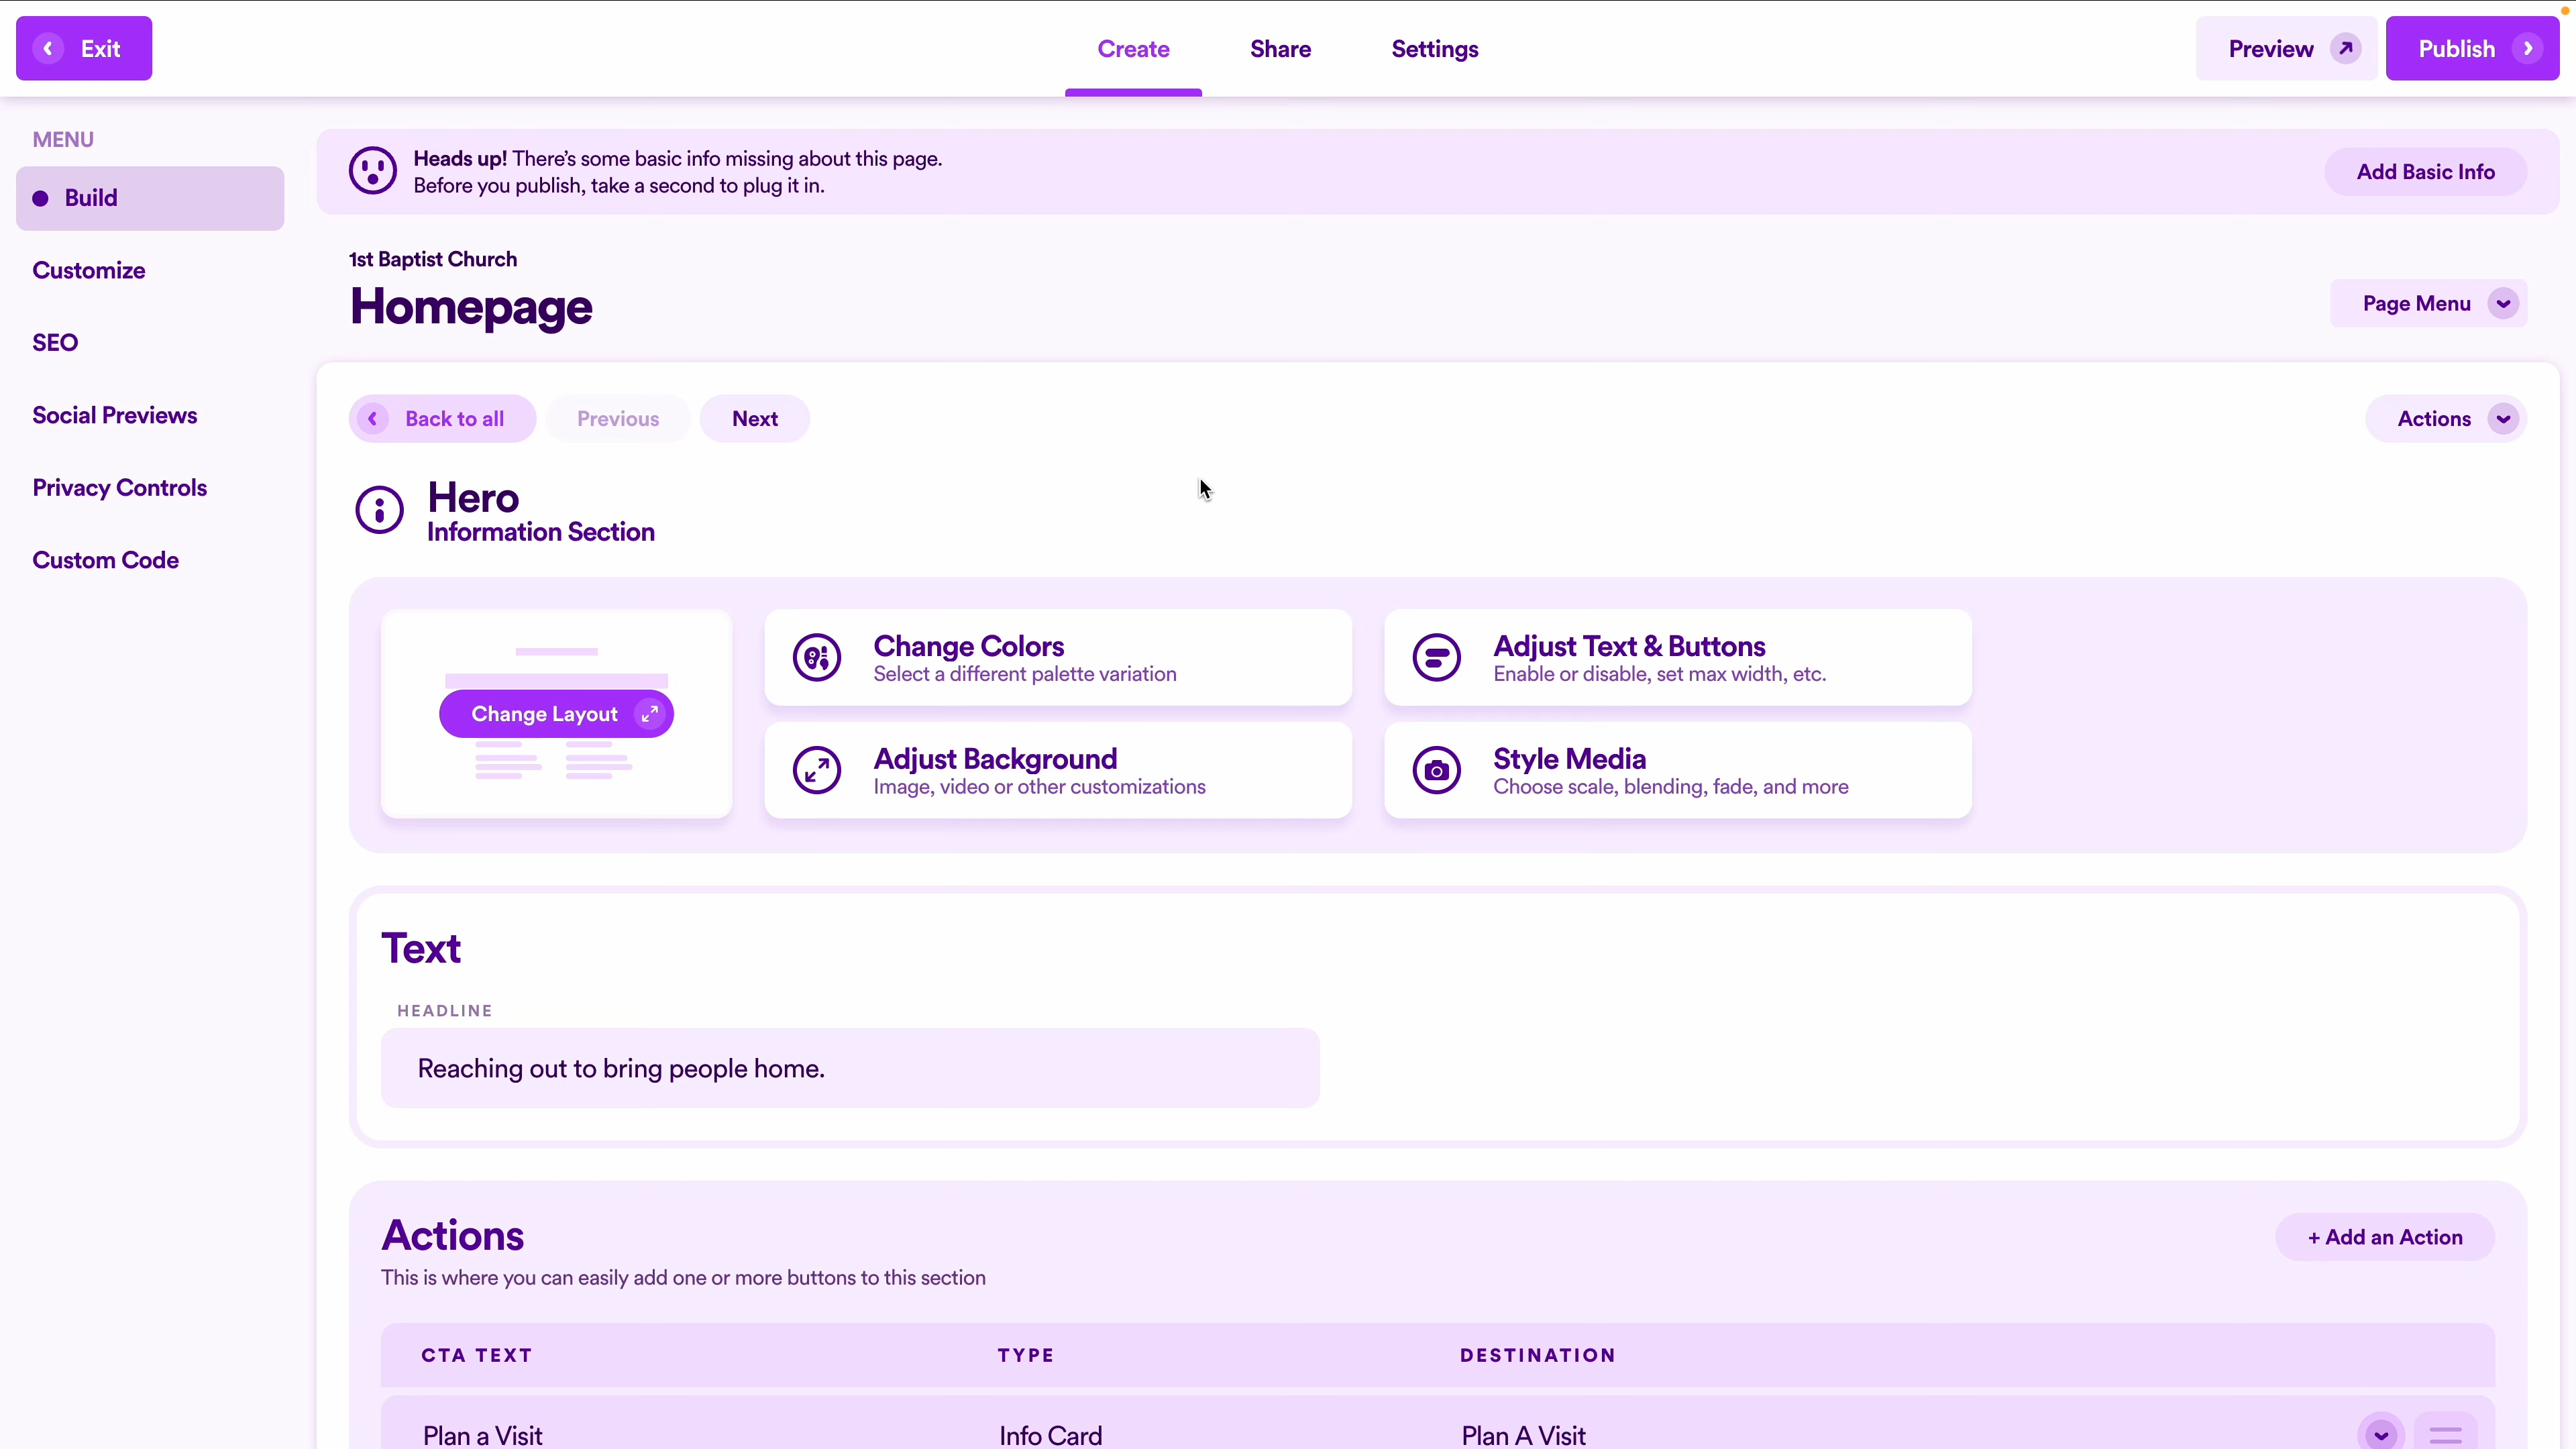 Exit
Create
Share
Settings
Preview
Publish
MENU
Build
Customize
SEO
Social Previews
Privacy Controls
Custom Code
Heads up! There’s some basic info missing about this page.
Before you publish, take a second to plug it in.
Add Basic Info
1st Baptist Church
Homepage
Page Menu
Back to all
Previous
Next
Actions
Hero
Information Section
Change Layout
Change Colors
Select a different palette variation
Adjust Text & Buttons
Enable or disable, set max width, etc.
Adjust Background
Image, video or other customizations
Style Media
Choose scale, blending, fade, and more
Text
HEADLINE
Reaching out to bring people home.
Actions
This is where you can easily add one or more buttons to this section
+ Add an Action
CTA TEXT
TYPE
DESTINATION
Plan a Visit
Info Card
Plan A Visit